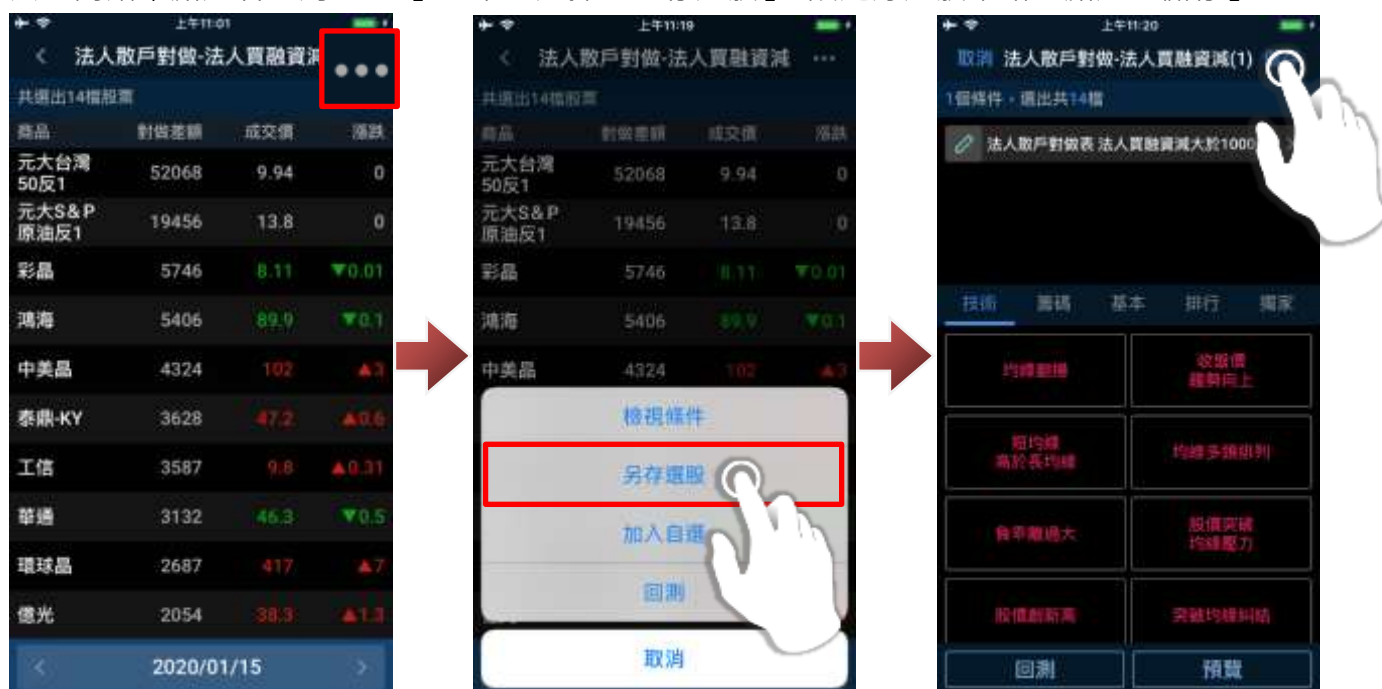 上午11:01
法人散戶對做-法人買融資減
共選出14檔股票
商品 對做差額 成交價 漲跌
元大台灣50反1 52068 9.94 0
元大S&P原油反1 19456 13.8 0
彩晶 5746 8.11 ▼0.01
鴻海 5406 89.9 ▼0.1
中美晶 4324 102 ▲3
泰鼎-KY 3628 47.2 ▲0.6
工信 3587 9.8 ▲0.31
華通 3132 46.3 ▼0.5
環球晶 2687 417 ▲7
億光 2054 38.3 ▲1.3
2020/01/15
上午11:19
法人散戶對做-法人買融資減
共選出14檔股票
商品 對做差額 成交價 漲跌
元大台灣50反1 52068 9.94 0
元大S&P原油反1 19456 13.8 0
彩晶 5746 8.11 ▼0.01
鴻海 5406 89.9 ▼0.1
中美晶 4324 102 ▲3
檢視條件
另存選股
加入自選
回測
取消
上午11:20
取消 法人散戶對做-法人買融資減(1)
1個條件,選出共14檔
法人散戶對做表 法人買融資減大於1000
技術 籌碼 基本 排行 獨家
均線翻揚
收盤價
趨勢向上
短均線
高於長均線
均線多頭排列
負乖離過大
股價突破
均線壓力
股價創新高
突破均線糾結
回測 預覽